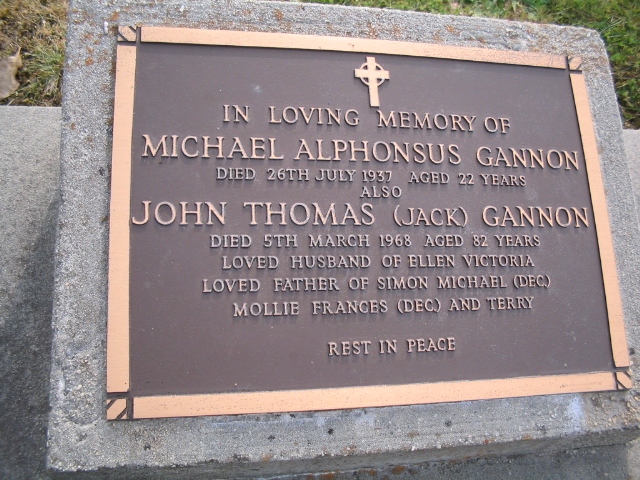 IN LOVING MEMORY OF
MICHAEL ALPHONSUS GANNON
DIED 26TH JULY 1937 AGED 22 YEARS
ALSO
JOHN THOMAS (JACK) GANNON
DIED 5TH MARCH 1968 AGED 82 YEARS
LOVED HUSBAND OF ELLEN VICTORIA
LOVED FATHER OF SIMON MICHAEL (DEC.)
MOLLIE FRANCES (DEC.) AND TERRY
REST IN PEACE